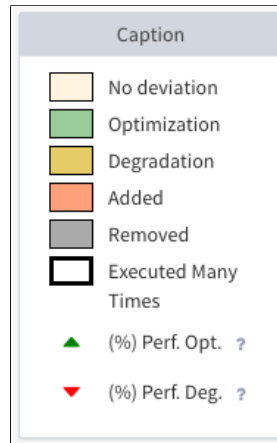 Caption
No deviation
Optimization
Degradation
Added
Removed
Executed Many
Times
(%) Perf. Opt. ?
(%) Perf. Deg. ?